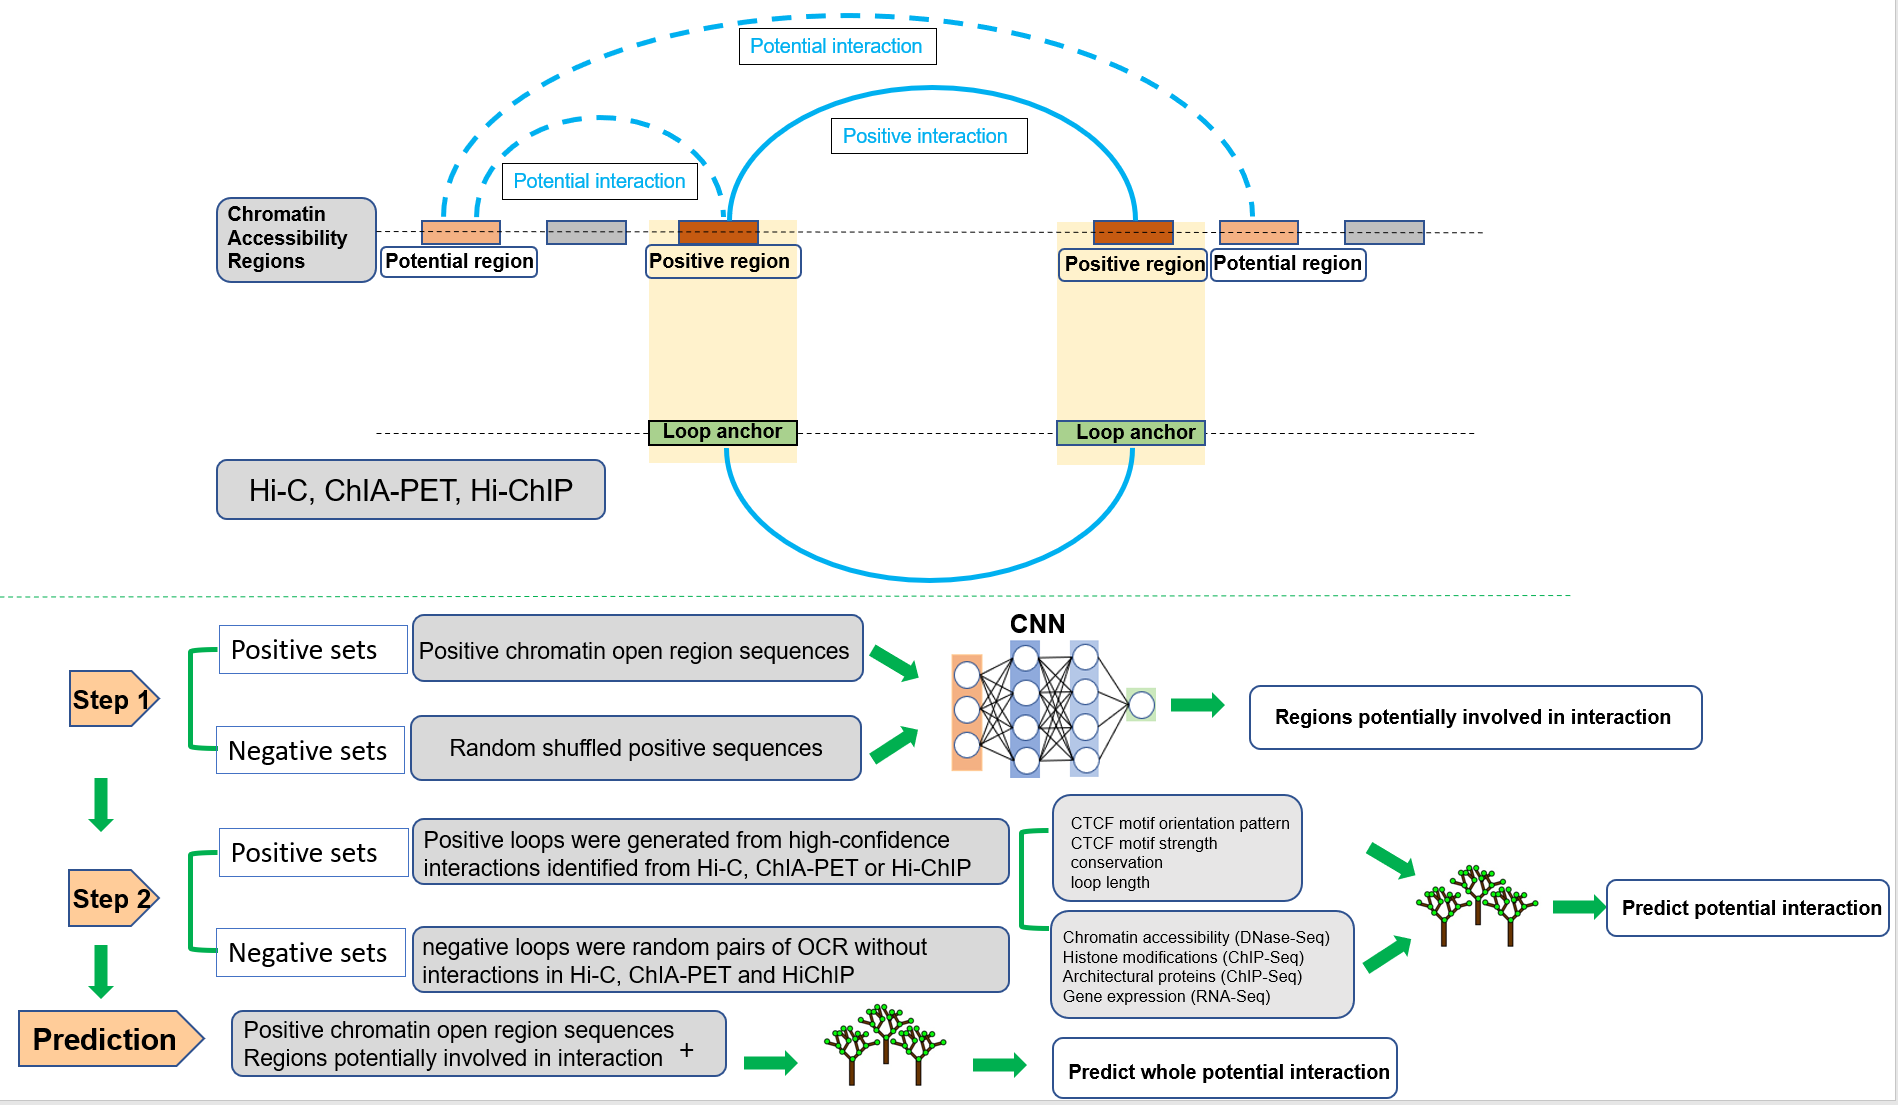 Potential interaction
Positive interaction
Potential interaction
Chromatin
Accessibility
Regions
Potential region
Positive region
Positive region
Potential region
Loop anchor
Loop anchor
Hi-C, ChIA-PET, Hi-ChIP
CNN
Step 1
Positive sets
Positive chromatin open region sequences
Negative sets
Random shuffled positive sequences
Regions potentially involved in interaction
Step 2
Positive sets
Positive loops were generated from high-confidence
interactions identified from Hi-C, ChIA-PET or Hi-ChIP
Negative sets
negative loops were random pairs of OCR without
interactions in Hi-C, ChIA-PET and HiChIP
CTCF motif orientation pattern
CTCF motif strength
conservation
loop length
Chromatin accessibility (DNase-Seq)
Histone modifications (ChIP-Seq)
Architectural proteins (ChIP-Seq)
Gene expression (RNA-Seq)
Predict potential interaction
Prediction
Positive chromatin open region sequences
Regions potentially involved in interaction +
Predict whole potential interaction